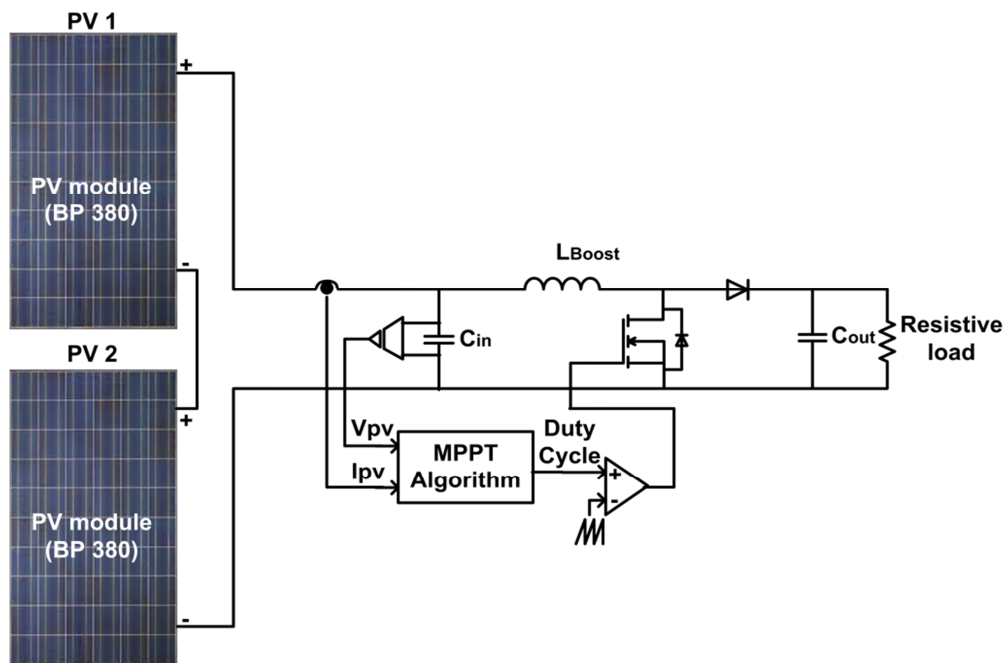 PV 1
+
PV module
(BP 380)
-
PV 2
+
PV module
(BP 380)
-
LBoost
Cin
Cout
Resistive
load
Vpv
Ipv
MPPT
Algorithm
Duty
Cycle
+
-